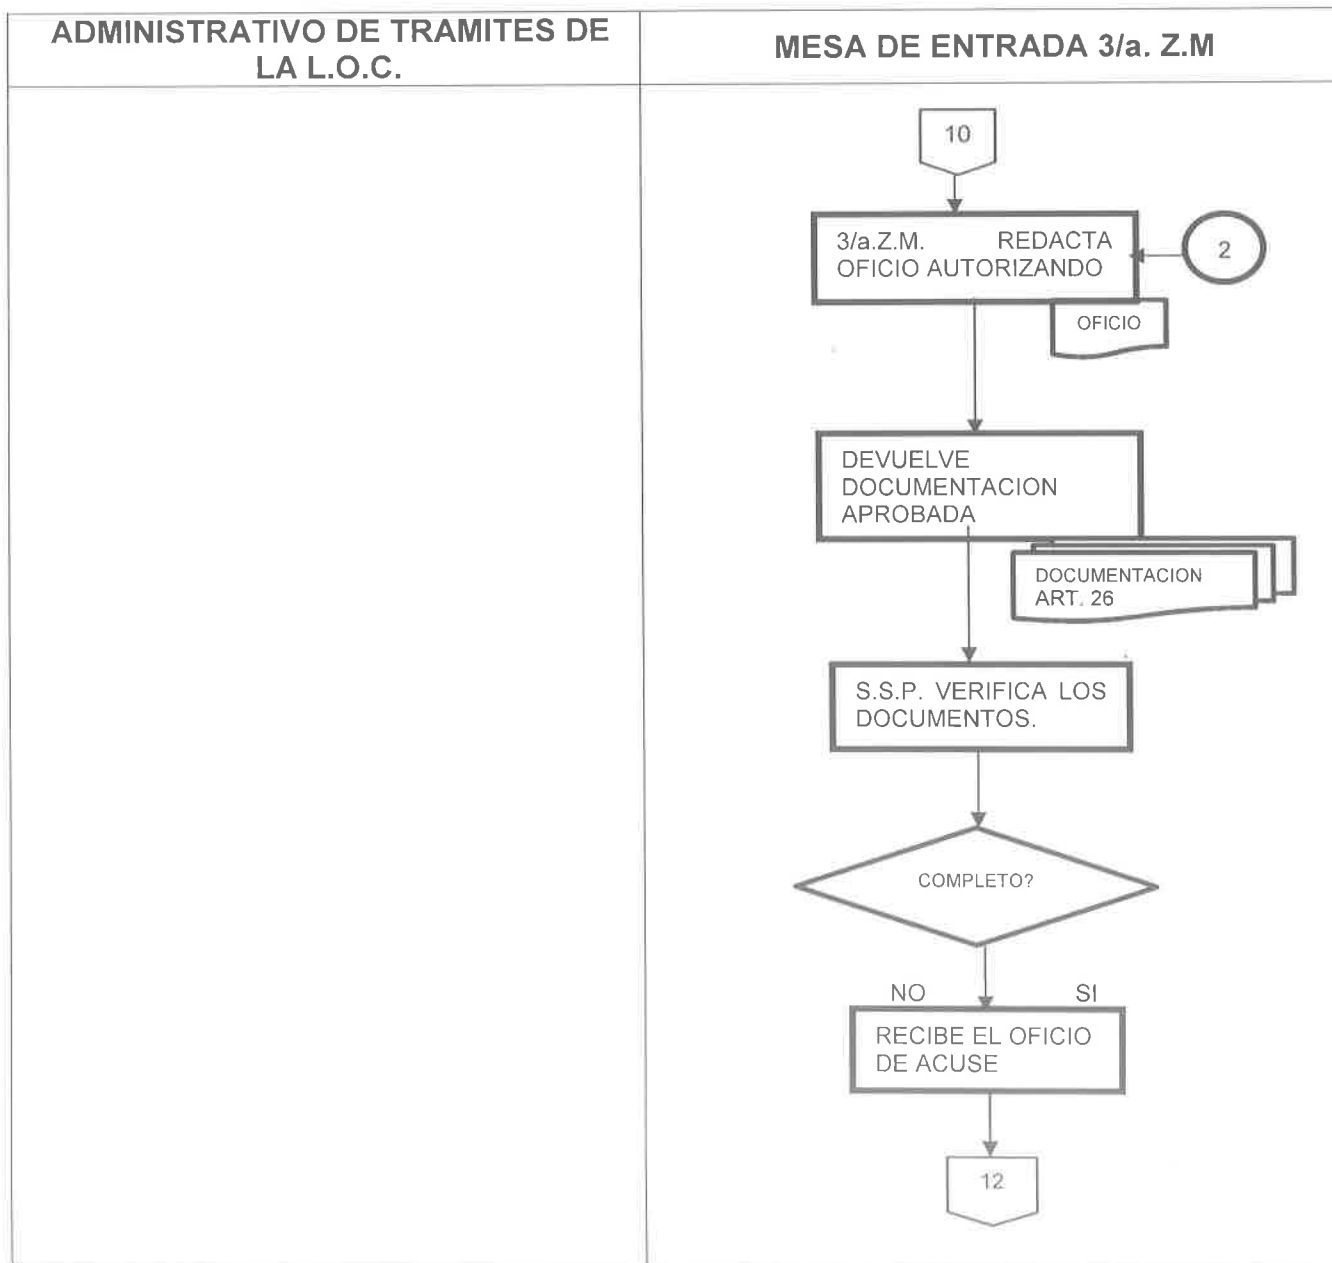 ADMINISTRATIVO DE TRAMITES DE
LA L.O.C.
MESA DE ENTRADA 3/a. Z.M
10
3/a.Z.M. REDACTA
OFICIO AUTORIZANDO
2
OFICIO
DEVUELVE
DOCUMENTACION
APROBADA
DOCUMENTACION
ART. 26
S.S.P. VERIFICA LOS
DOCUMENTOS.
COMPLETO?
NO SI
RECIBE EL OFICIO
DE ACUSE
12